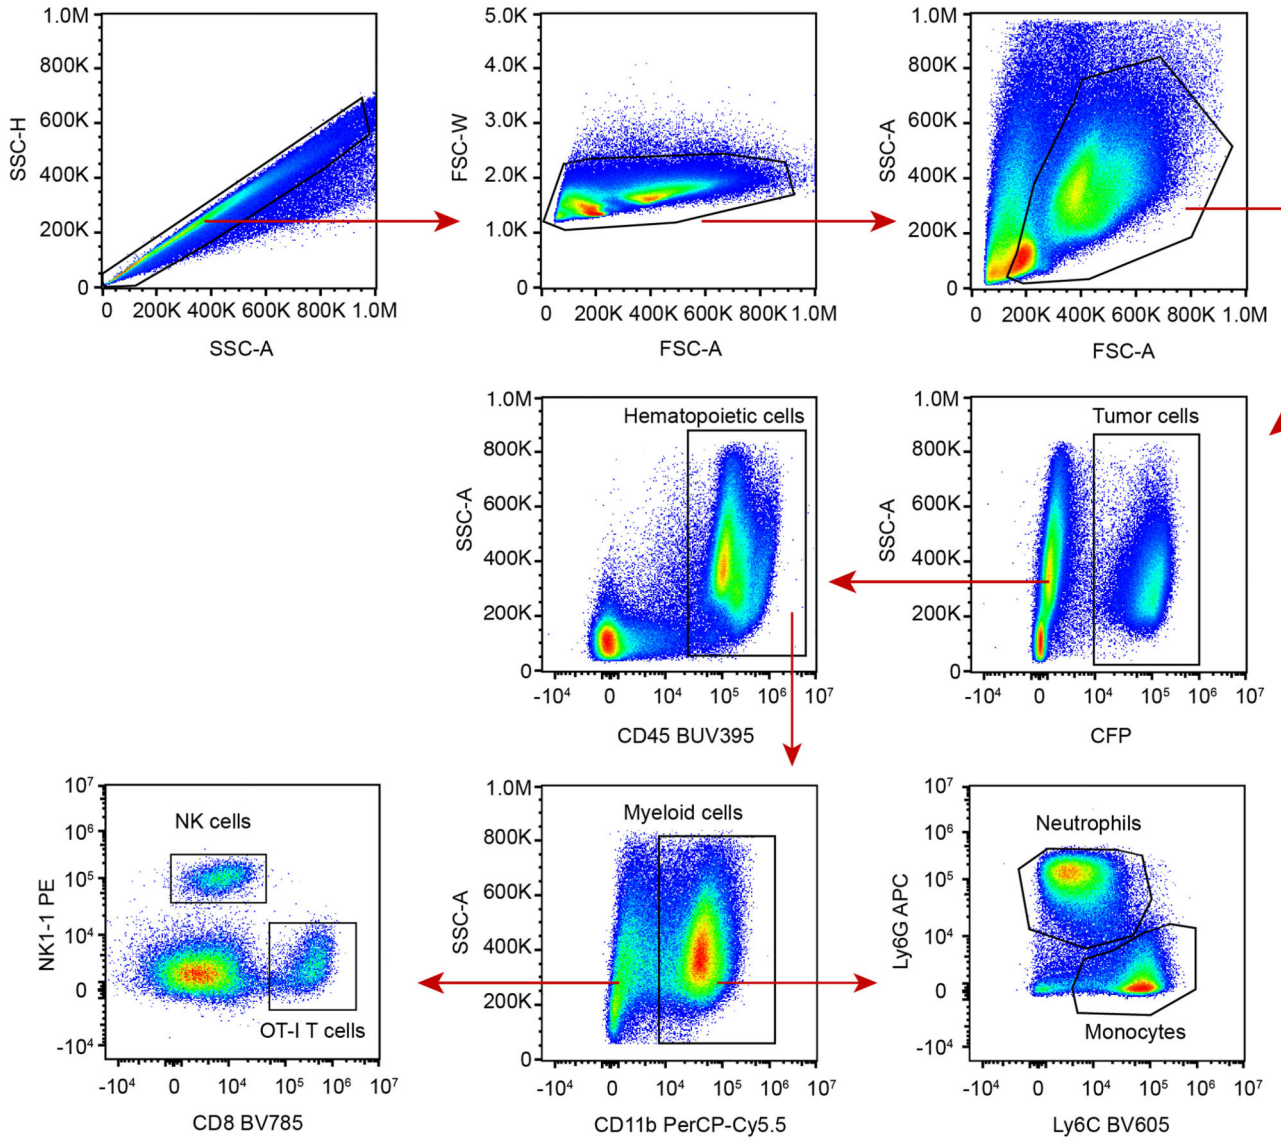 1.0M
800K
600K
400K
200K
0
SSC-H
0
200K 400K 600K 800K 1.0M
SSC-A
5.0K
4.0K
3.0K
2.0K
1.0K
0
FSC-W
0
200K 400K 600K 800K 1.0M
FSC-A
1.0M
800K
600K
400K
200K
0
SSC-A
0
200K 400K 600K 800K 1.0M
FSC-A
Hematopoietic cells
1.0M
800K
600K
400K
200K
0
SSC-A
-10⁴ 0 10⁴ 10⁵ 10⁶ 10⁷
CD45 BUV395
Tumor cells
1.0M
800K
600K
400K
200K
0
SSC-A
-10⁴ 0 10⁴ 10⁵ 10⁶ 10⁷
CFP
NK cells
OT-I T cells
10⁷
10⁶
10⁵
10⁴
0
-10⁴
NK1-1 PE
-10⁴ 0 10⁴ 10⁵ 10⁶ 10⁷
CD8 BV785
Myeloid cells
1.0M
800K
600K
400K
200K
0
SSC-A
-10⁴ 0 10⁴ 10⁵ 10⁶ 10⁷
CD11b PerCP-Cy5.5
Neutrophils
Monocytes
10⁷
10⁶
10⁵
10⁴
0
-10⁴
Ly6G APC
-10⁴ 0 10⁴ 10⁵ 10⁶ 10⁷
Ly6C BV605